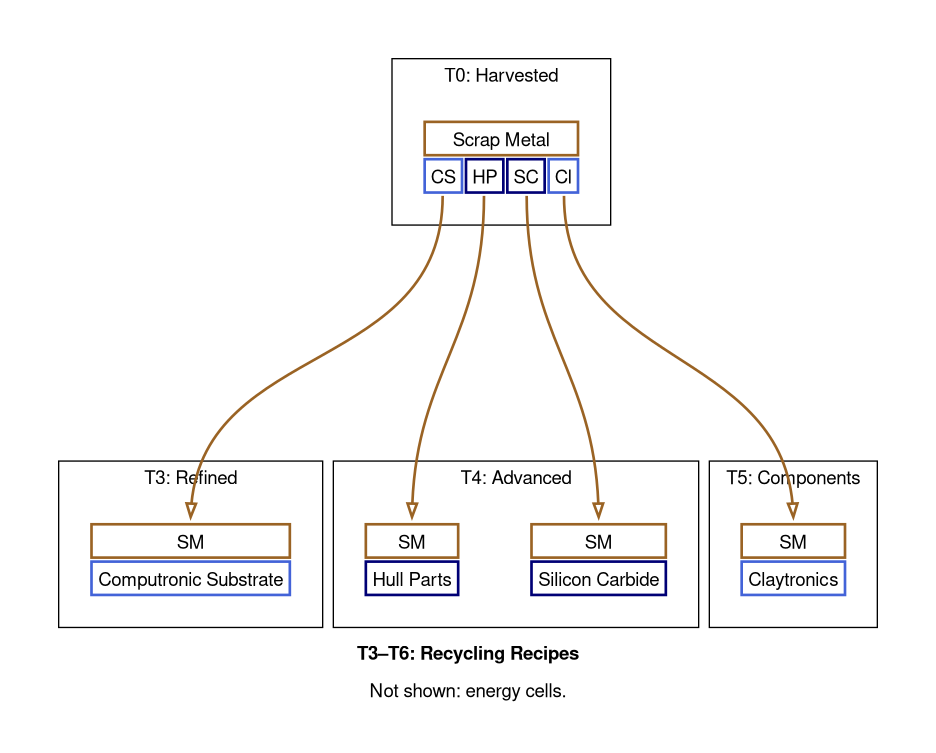 T0: Harvested
Scrap Metal
CS HP SC Cl
T3: Refined
T4: Advanced
T5: Components
SM SM SM SM
Computronic Substrate Hull Parts Silicon Carbide Claytronics
T3–T6: Recycling Recipes
Not shown: energy cells.